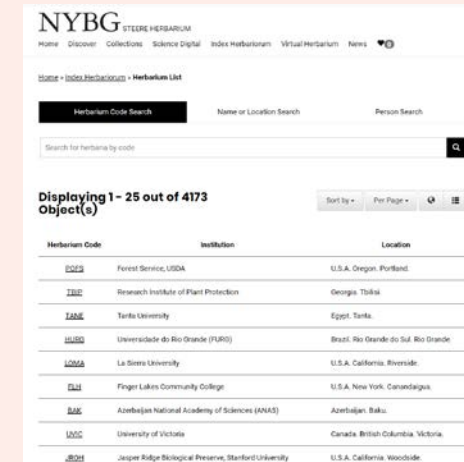 NYBG STEERE HERBARIUM
Home Discover Collections Science Digital Index Herbariorum Virtual Herbarium News 0
Home » Index Herbariorum » Herbarium List
Herbarium Code Search Name or Location Search Person Search
Search for herbaria by code
Displaying 1 - 25 out of 4173
Object(s)
Sort by Per Page
Herbarium Code Institution Location
POFS Forest Service, USDA U.S.A. Oregon. Portland.
TBIP Research Institute of Plant Protection Georgia. Tbilisi.
TANE Tanta University Egypt. Tanta.
HURG Universidade do Rio Grande (FURG) Brazil. Rio Grande do Sul. Rio Grande
LOMA La Sierra University U.S.A. California. Riverside.
FLH Finger Lakes Community College U.S.A. New York. Canandaigua.
BAK Azerbaijan National Academy of Sciences (ANAS) Azerbaijan. Baku.
UVIC University of Victoria Canada. British Columbia. Victoria.
JROH Jasper Ridge Biological Preserve, Stanford University U.S.A. California. Woodside.